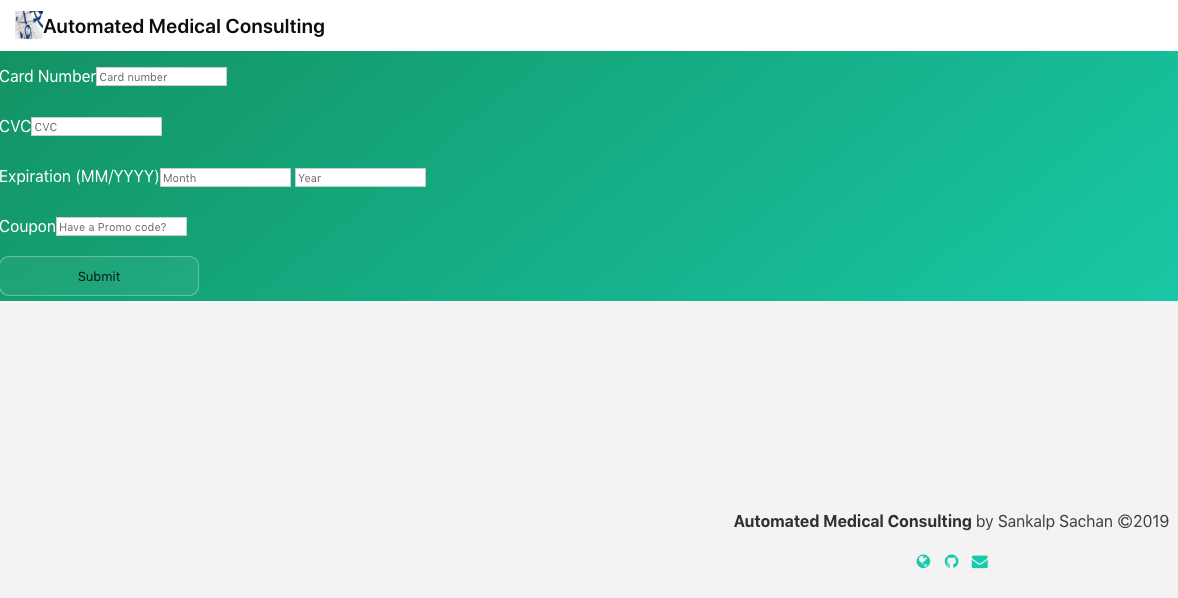 Automated Medical Consulting
Card Number Card number
CVC CVC
Expiration (MM/YYYY) Month Year
Coupon Have a Promo code?
Submit
Automated Medical Consulting by Sankalp Sachan ©2019